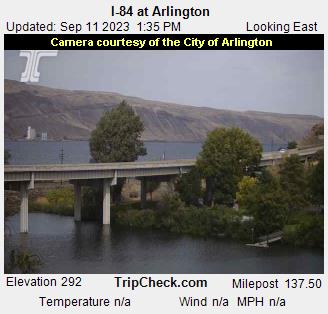 I-84 at Arlington
Updated: Sep 11 2023 1:35 PM Looking East
Camera courtesy of the City of Arlington
Elevation 292 TripCheck.com Milepost 137.50
Temperature n/a Wind n/a MPH n/a